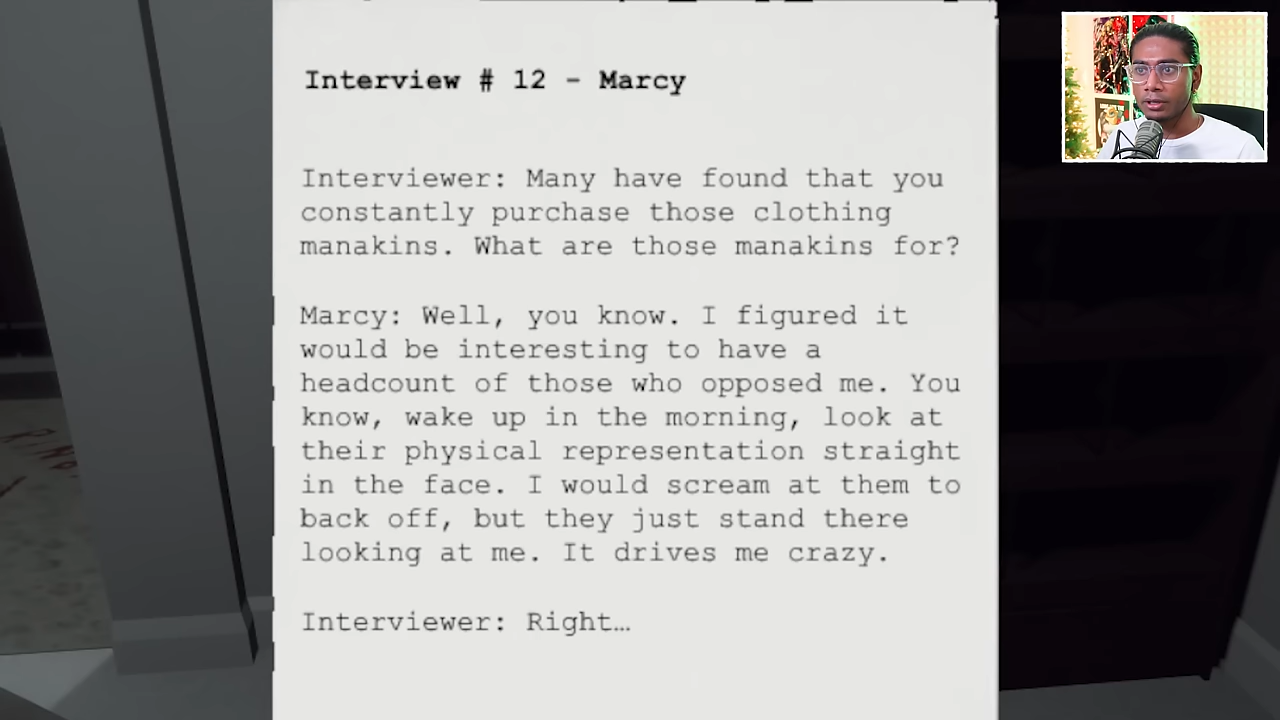 Interview # 12 - Marcy
Interviewer: Many have found that you
constantly purchase those clothing
manakins. What are those manakins for?
Marcy: Well, you know. I figured it
would be interesting to have a
headcount of those who opposed me. You
know, wake up in the morning, look at
their physical representation straight
in the face. I would scream at them to
back off, but they just stand there
looking at me. It drives me crazy.
Interviewer: Right…